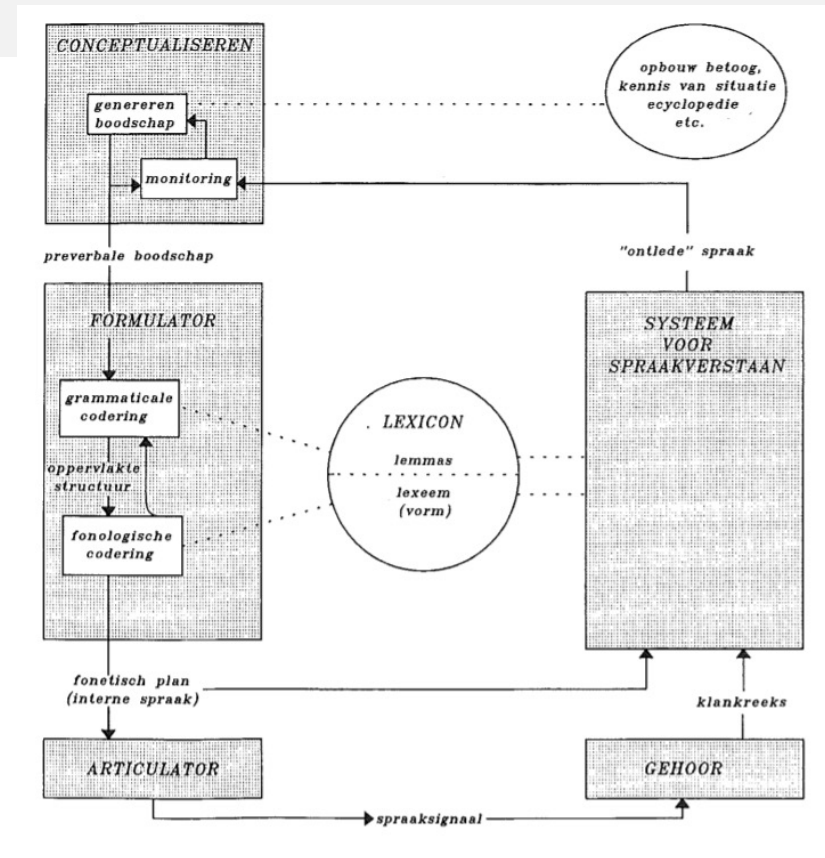 CONCEPTUALISEREN
genereren
boodschap
monitoring
opbouw betoog,
kennis van situatie
ecyclopedie
etc.
preverbale boodschap
"ontlede" spraak
FORMULATOR
grammaticale
codering
oppervlakte
structuur
fonologische
codering
LEXICON
lemmas
lexeem
(vorm)
SYSTEEM
VOOR
SPRAAKVERSTAAN
fonetisch plan
(interne spraak)
klankreeks
ARTICULATOR
GEHOOR
spraaksignaal